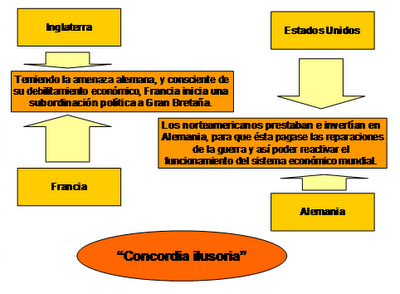 Inglaterra
Estados Unidos
Temiendo la amenaza alemana, y consciente de
su debilitamiento económico, Francia inicia una
subordinación política a Gran Bretaña.
Los norteamericanos prestaban e invertían en
Alemania, para que ésta pagase las reparaciones
de la guerra y así poder reactivar el
funcionamiento del sistema económico mundial.
Francia
Alemania
“Concordia ilusoria”